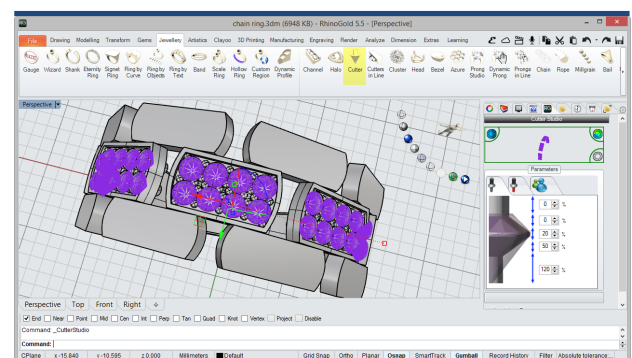 chain ring.3dm (6948 KB) - RhinoGold 5.5 - [Perspective]
File Drawing Modelling Transform Gems Jewellery Artistics Clayoo 3D Printing Manufacturing Engraving Render Analyze Dimension Extras Learning
Gauge Wizard Shank Eternity Ring Signet Ring Ring by Curve Ring by Objects Ring by Text Band Scale Ring Hollow Ring Custom Region Dynamic Profile Channel Halo Cutter Cutters in Line Cluster Head Bezel Azure Prong Studio Dynamic Prong Prongs in Line Chain Rope Millgrain Bail
Perspective
Cutter Studio
Parameters
0 %
0 %
20 %
50 %
120 %
Perspective Top Front Right
End Near Point Mid Cen Int Perp Tan Quad Knot Vertex Project Disable
Command: _CutterStudio
Command:
CPlane x -15.840 y -10.595 z 0.000 Millimeters Default Grid Snap Ortho Planar Osnap SmartTrack Gumball Record History Filter Absolute tolerance:...